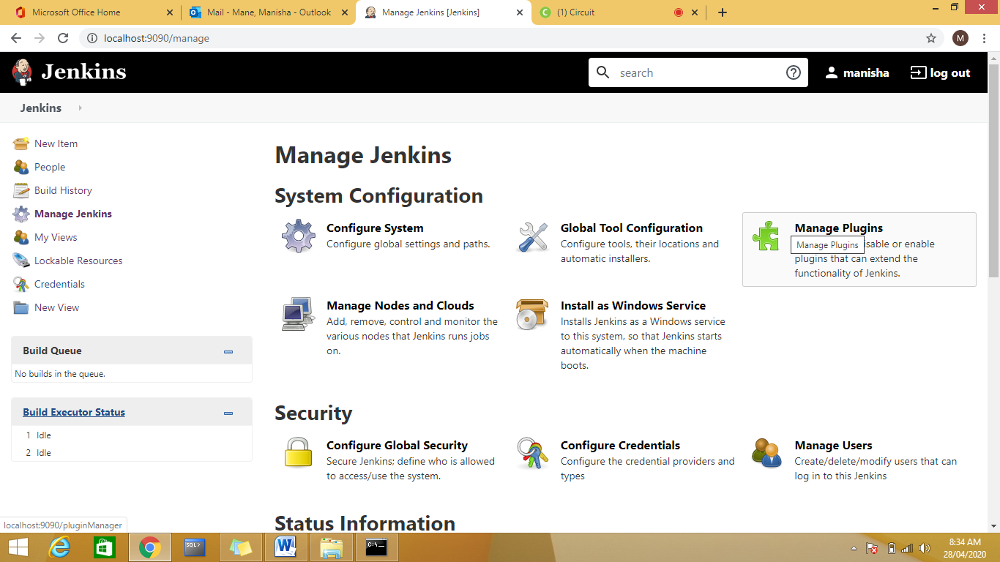 Microsoft Office Home
Mail - Mane, Manisha - Outlook
Manage Jenkins [Jenkins]
(1) Circuit
localhost:9090/manage
M
Jenkins
search
manisha
log out
Jenkins
New Item
People
Build History
Manage Jenkins
My Views
Lockable Resources
Credentials
New View
Build Queue
No builds in the queue.
Build Executor Status
1 Idle
2 Idle
Manage Jenkins
System Configuration
Configure System
Configure global settings and paths.
Global Tool Configuration
Configure tools, their locations and
automatic installers.
Manage Plugins
Manage Plugins
sable or enable
plugins that can extend the
functionality of Jenkins.
Manage Nodes and Clouds
Add, remove, control and monitor the
various nodes that Jenkins runs jobs
on.
Install as Windows Service
Installs Jenkins as a Windows service
to this system, so that Jenkins starts
automatically when the machine
boots.
Security
Configure Global Security
Secure Jenkins; define who is allowed
to access/use the system.
Configure Credentials
Configure the credential providers and
types
Manage Users
Create/delete/modify users that can
log in to this Jenkins
Status Information
localhost:9090/pluginManager
SQL>
C:\_
8:34 AM
28/04/2020